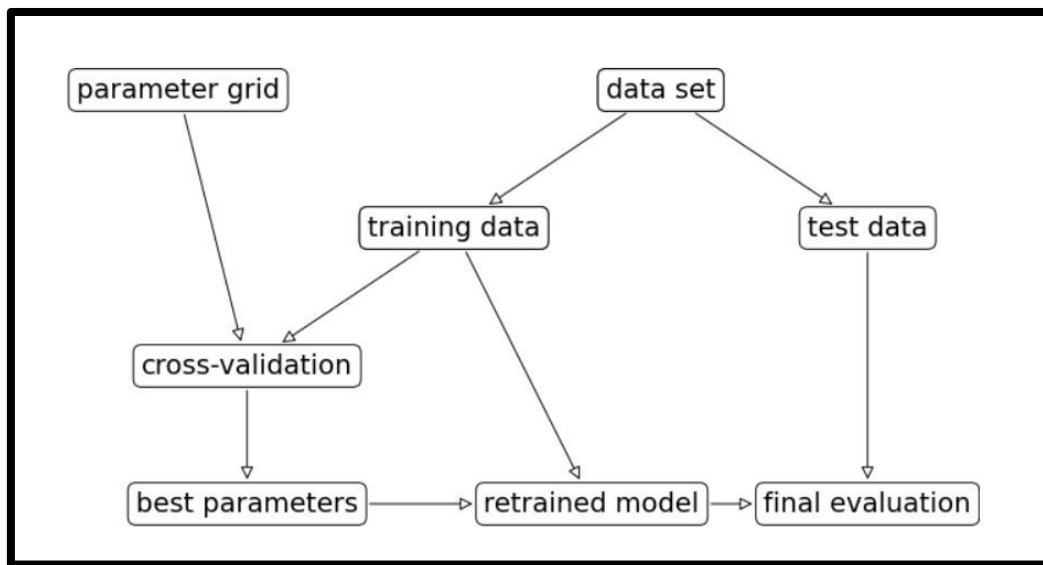 parameter grid
data set
training data
test data
cross-validation
best parameters
retrained model
final evaluation